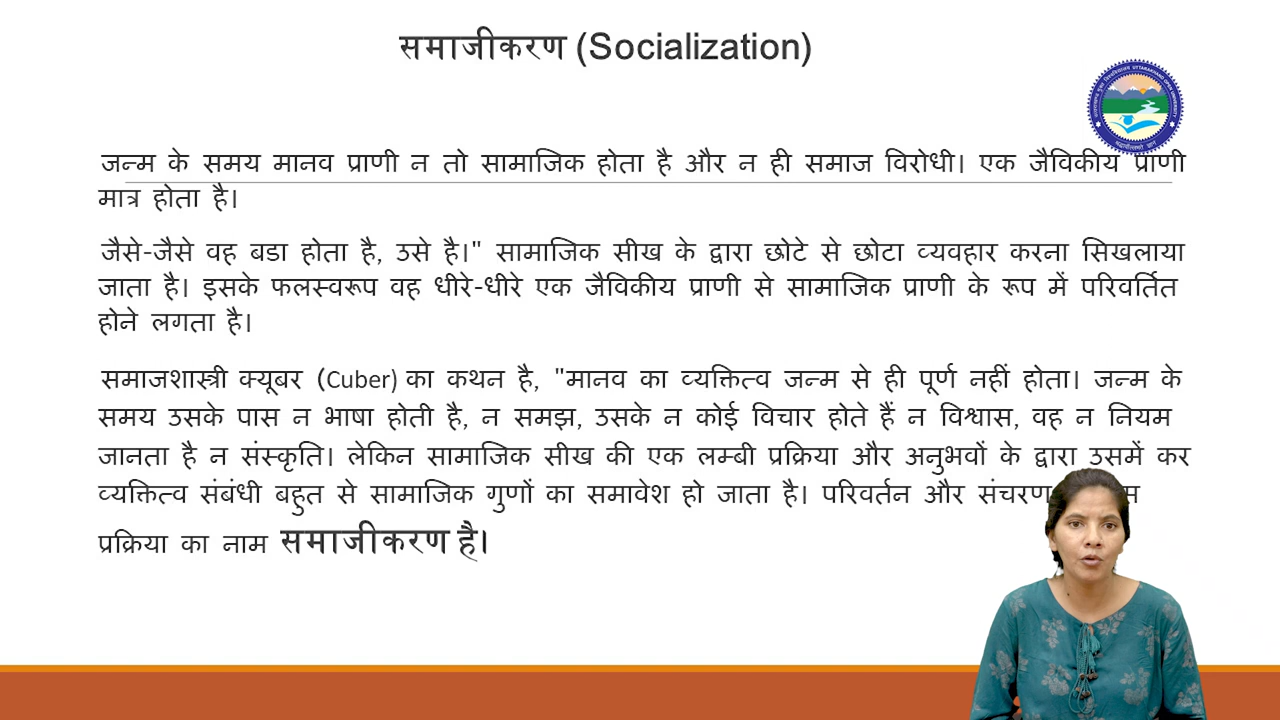 समाजीकरण (Socialization)
जन्म के समय मानव प्राणी न तो सामाजिक होता है और न ही समाज विरोधी। एक जैविकीय प्राणी
मात्र होता है।
जैसे-जैसे वह बडा होता है, उसे है।" सामाजिक सीख के द्वारा छोटे से छोटा व्यवहार करना सिखलाया
जाता है। इसके फलस्वरूप वह धीरे-धीरे एक जैविकीय प्राणी से सामाजिक प्राणी के रूप में परिवर्तित
होने लगता है।
समाजशास्त्री क्यूबर (Cuber) का कथन है, "मानव का व्यक्तित्व जन्म से ही पूर्ण नहीं होता। जन्म के
समय उसके पास न भाषा होती है, न समझ, उसके न कोई विचार होते हैं न विश्वास, वह न नियम
जानता है न संस्कृति। लेकिन सामाजिक सीख की एक लम्बी प्रक्रिया और अनुभवों के द्वारा उसमें कर
व्यक्तित्व संबंधी बहुत से सामाजिक गुणों का समावेश हो जाता है। परिवर्तन और संचरण
प्रक्रिया का नाम समाजीकरण है।